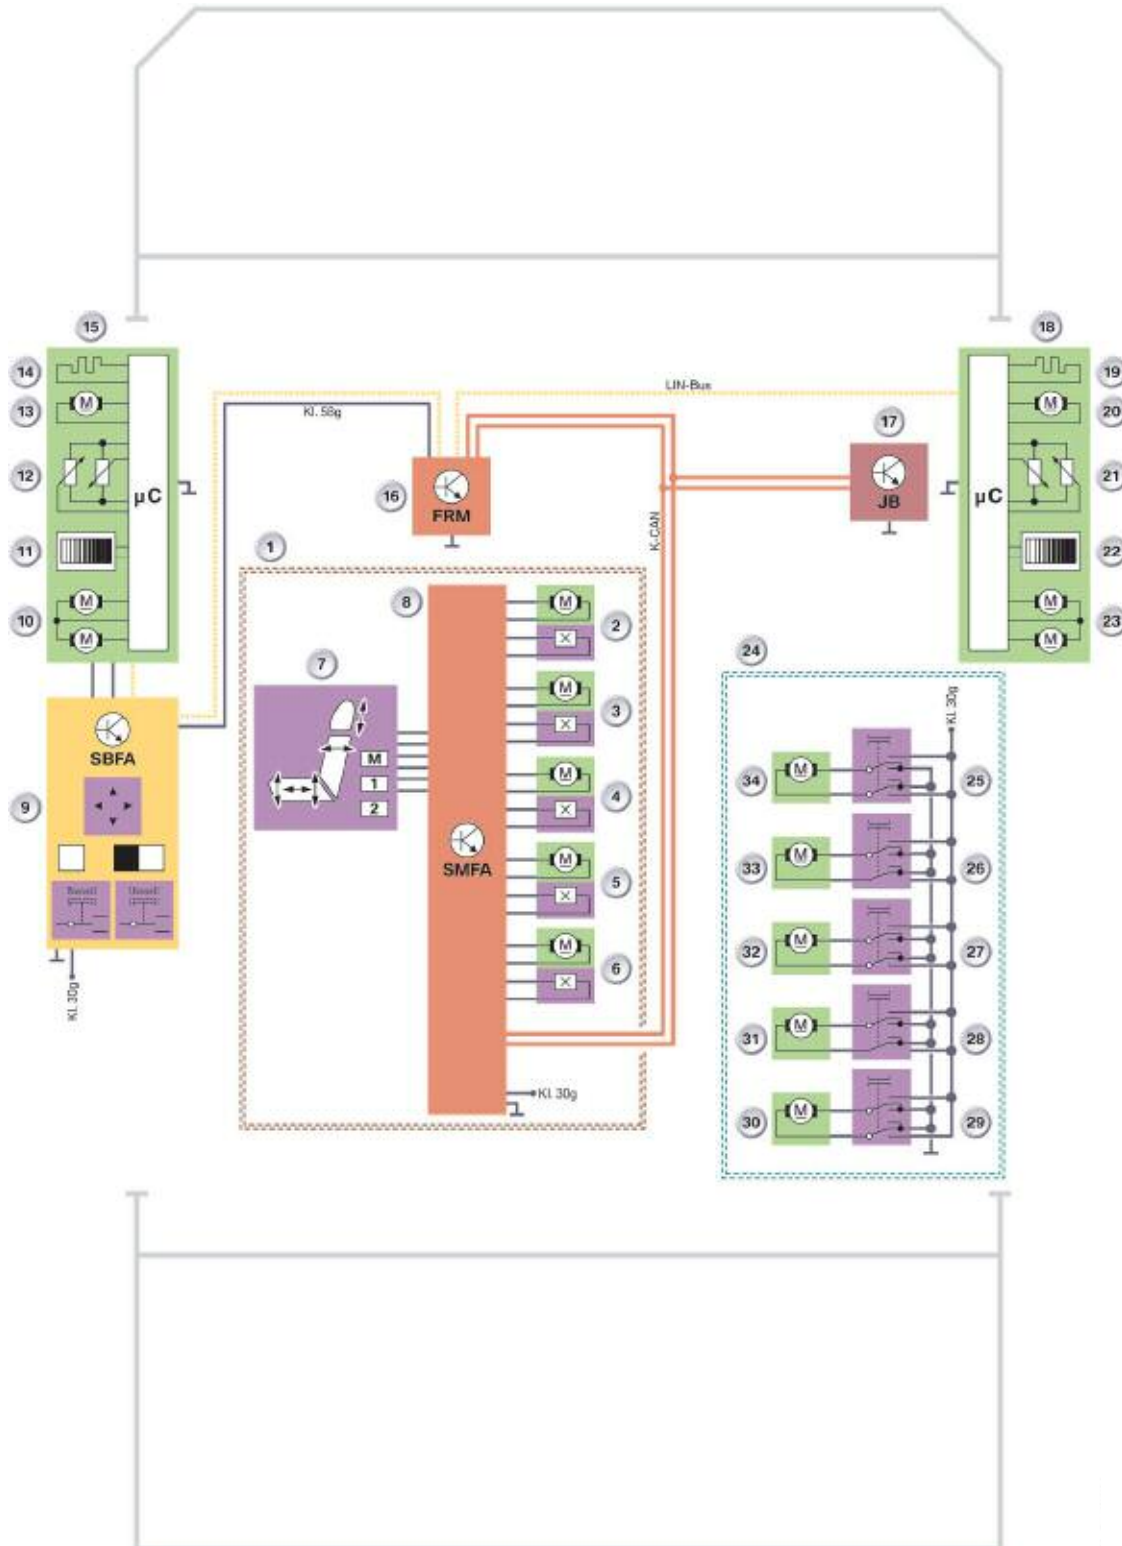 15
18
14
M
13
Kl. 58g
LIN-Bus
19
M
20
12
µC
16
FRM
17
JB
µC
21
11
1
K-CAN
22
M
10
M
8
M
2
M
23
M
7
24
SBFA
M
3
Kl. 30g
9
M
1
2
M
4
34
M
25
SMFA
M
5
33
M
26
M
6
32
M
27
Kl. 30g
31
M
28
Kl. 30g
30
M
29